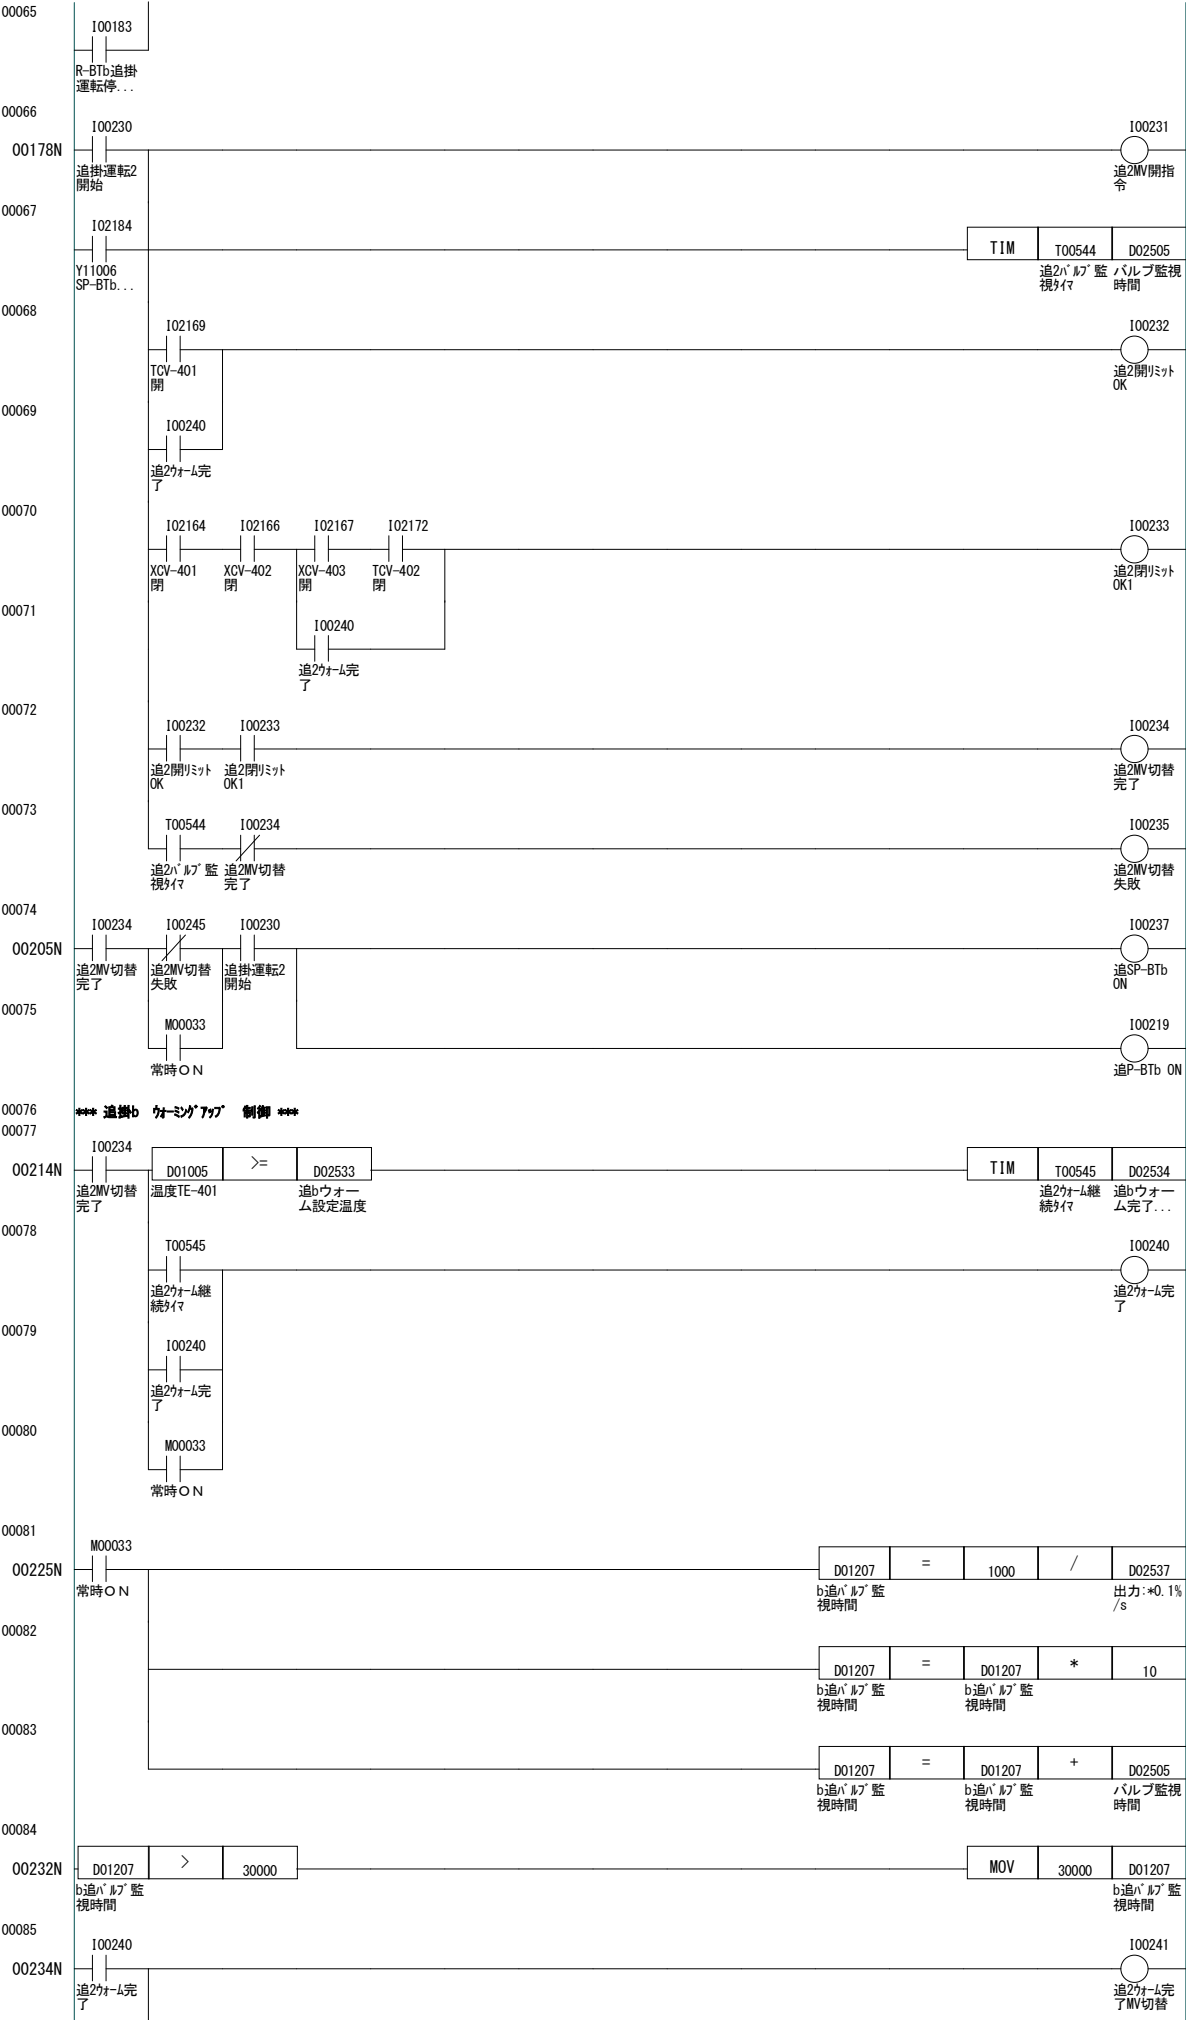 00065
I00183
R-BTb追掛
運転停...
00066
I00230 I00231
00178N
追掛運転2 追2MV開指
開始 令
00067
I02184
TIM T00544 D02505
Y11006 追2ﾊﾞﾙﾌﾞ監 バルブ監視
SP-BTb... 視ﾀｲﾏ 時間
00068
I02169 I00232
TCV-401 追2開ﾘﾐｯﾄ
開 OK
00069
I00240
追2ｳｫｰﾑ完
了
00070
I02164 I02166 I02167 I02172 I00233
XCV-401 XCV-402 XCV-403 TCV-402 追2閉ﾘﾐｯﾄ
閉 閉 開 閉 OK1
00071
I00240
追2ｳｫｰﾑ完
了
00072
I00232 I00233 I00234
追2開ﾘﾐｯﾄ 追2閉ﾘﾐｯﾄ 追2MV切替
OK OK1 完了
00073
T00544 I00234 I00235
追2ﾊﾞﾙﾌﾞ監 追2MV切替 追2MV切替
視ﾀｲﾏ 完了 失敗
00074
I00234 I00245 I00230 I00237
00205N
追2MV切替 追2MV切替 追掛運転2 追SP-BTb
完了 失敗 開始 ON
00075
M00033 I00219
常時ON 追P-BTb ON
00076 *** 追掛b ｳｫｰﾐﾝｸﾞｱｯﾌﾟ 制御 ***
00077
I00234
00214N D01005 >= D02533 TIM T00545 D02534
追2MV切替 温度TE-401 追bウォー 追2ｳｫｰﾑ継 追bウォー
完了 ム設定温度 続ﾀｲﾏ ム完了...
00078
T00545 I00240
追2ｳｫｰﾑ継 追2ｳｫｰﾑ完
続ﾀｲﾏ 了
00079
I00240
追2ｳｫｰﾑ完
了
00080
M00033
常時ON
00081
M00033
00225N D01207 = 1000 / D02537
常時ON b追ﾊﾞﾙﾌﾞ監 出力:*0.1%
視時間 /s
00082
D01207 = D01207 * 10
b追ﾊﾞﾙﾌﾞ監 b追ﾊﾞﾙﾌﾞ監
視時間 視時間
00083
D01207 = D01207 + D02505
b追ﾊﾞﾙﾌﾞ監 b追ﾊﾞﾙﾌﾞ監 バルブ監視
視時間 視時間 時間
00084
00232N D01207 > 30000 MOV 30000 D01207
b追ﾊﾞﾙﾌﾞ監 b追ﾊﾞﾙﾌﾞ監
視時間 視時間
00085
I00240 I00241
00234N
追2ｳｫｰﾑ完 追2ｳｫｰﾑ完
了 了MV切替